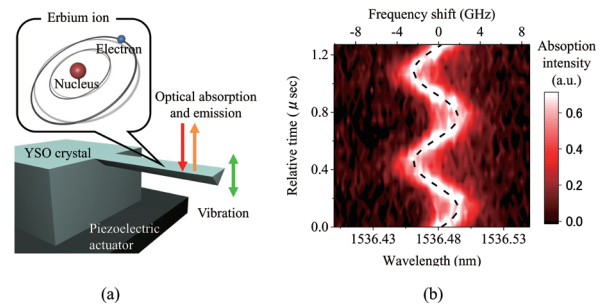 (a)
Erbium ion
Electron
Nucleus
Optical absorption
and emission
YSO crystal
Vibration
Piezoelectric
actuator
(a)
Frequency shift (GHz)
-8 -4 0 4 8
Absoption
intensity
(a.u.)
1.2
0.8
0.4
0.0
Relative time (μ sec)
0.6
0.4
0.2
0.0
1536.43 1536.48 1536.53
Wavelength (nm)
(b)